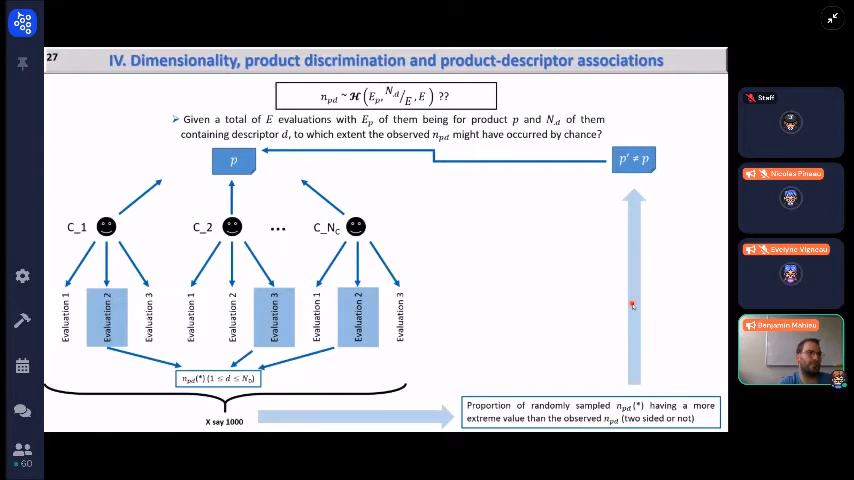 27
IV. Dimensionality, product discrimination and product-descriptor associations
n_pd ~ 𝓗 (E_p, N_.d/E, E) ??
➤ Given a total of E evaluations with E_p of them being for product p and N_.d of them
containing descriptor d, to which extent the observed n_pd might have occurred by chance?
p
p' ≠ p
C_1
C_2
...
C_N_C
Evaluation 1
Evaluation 2
Evaluation 3
Evaluation 1
Evaluation 2
Evaluation 3
Evaluation 1
Evaluation 2
Evaluation 3
n_pd(*) (1 ≤ d ≤ N_D)
X say 1000
Proportion of randomly sampled n_pd(*) having a more
extreme value than the observed n_pd (two sided or not)
Staff
Nicolas Pineau
Evelyne Vigneau
Benjamin Mahieu
60